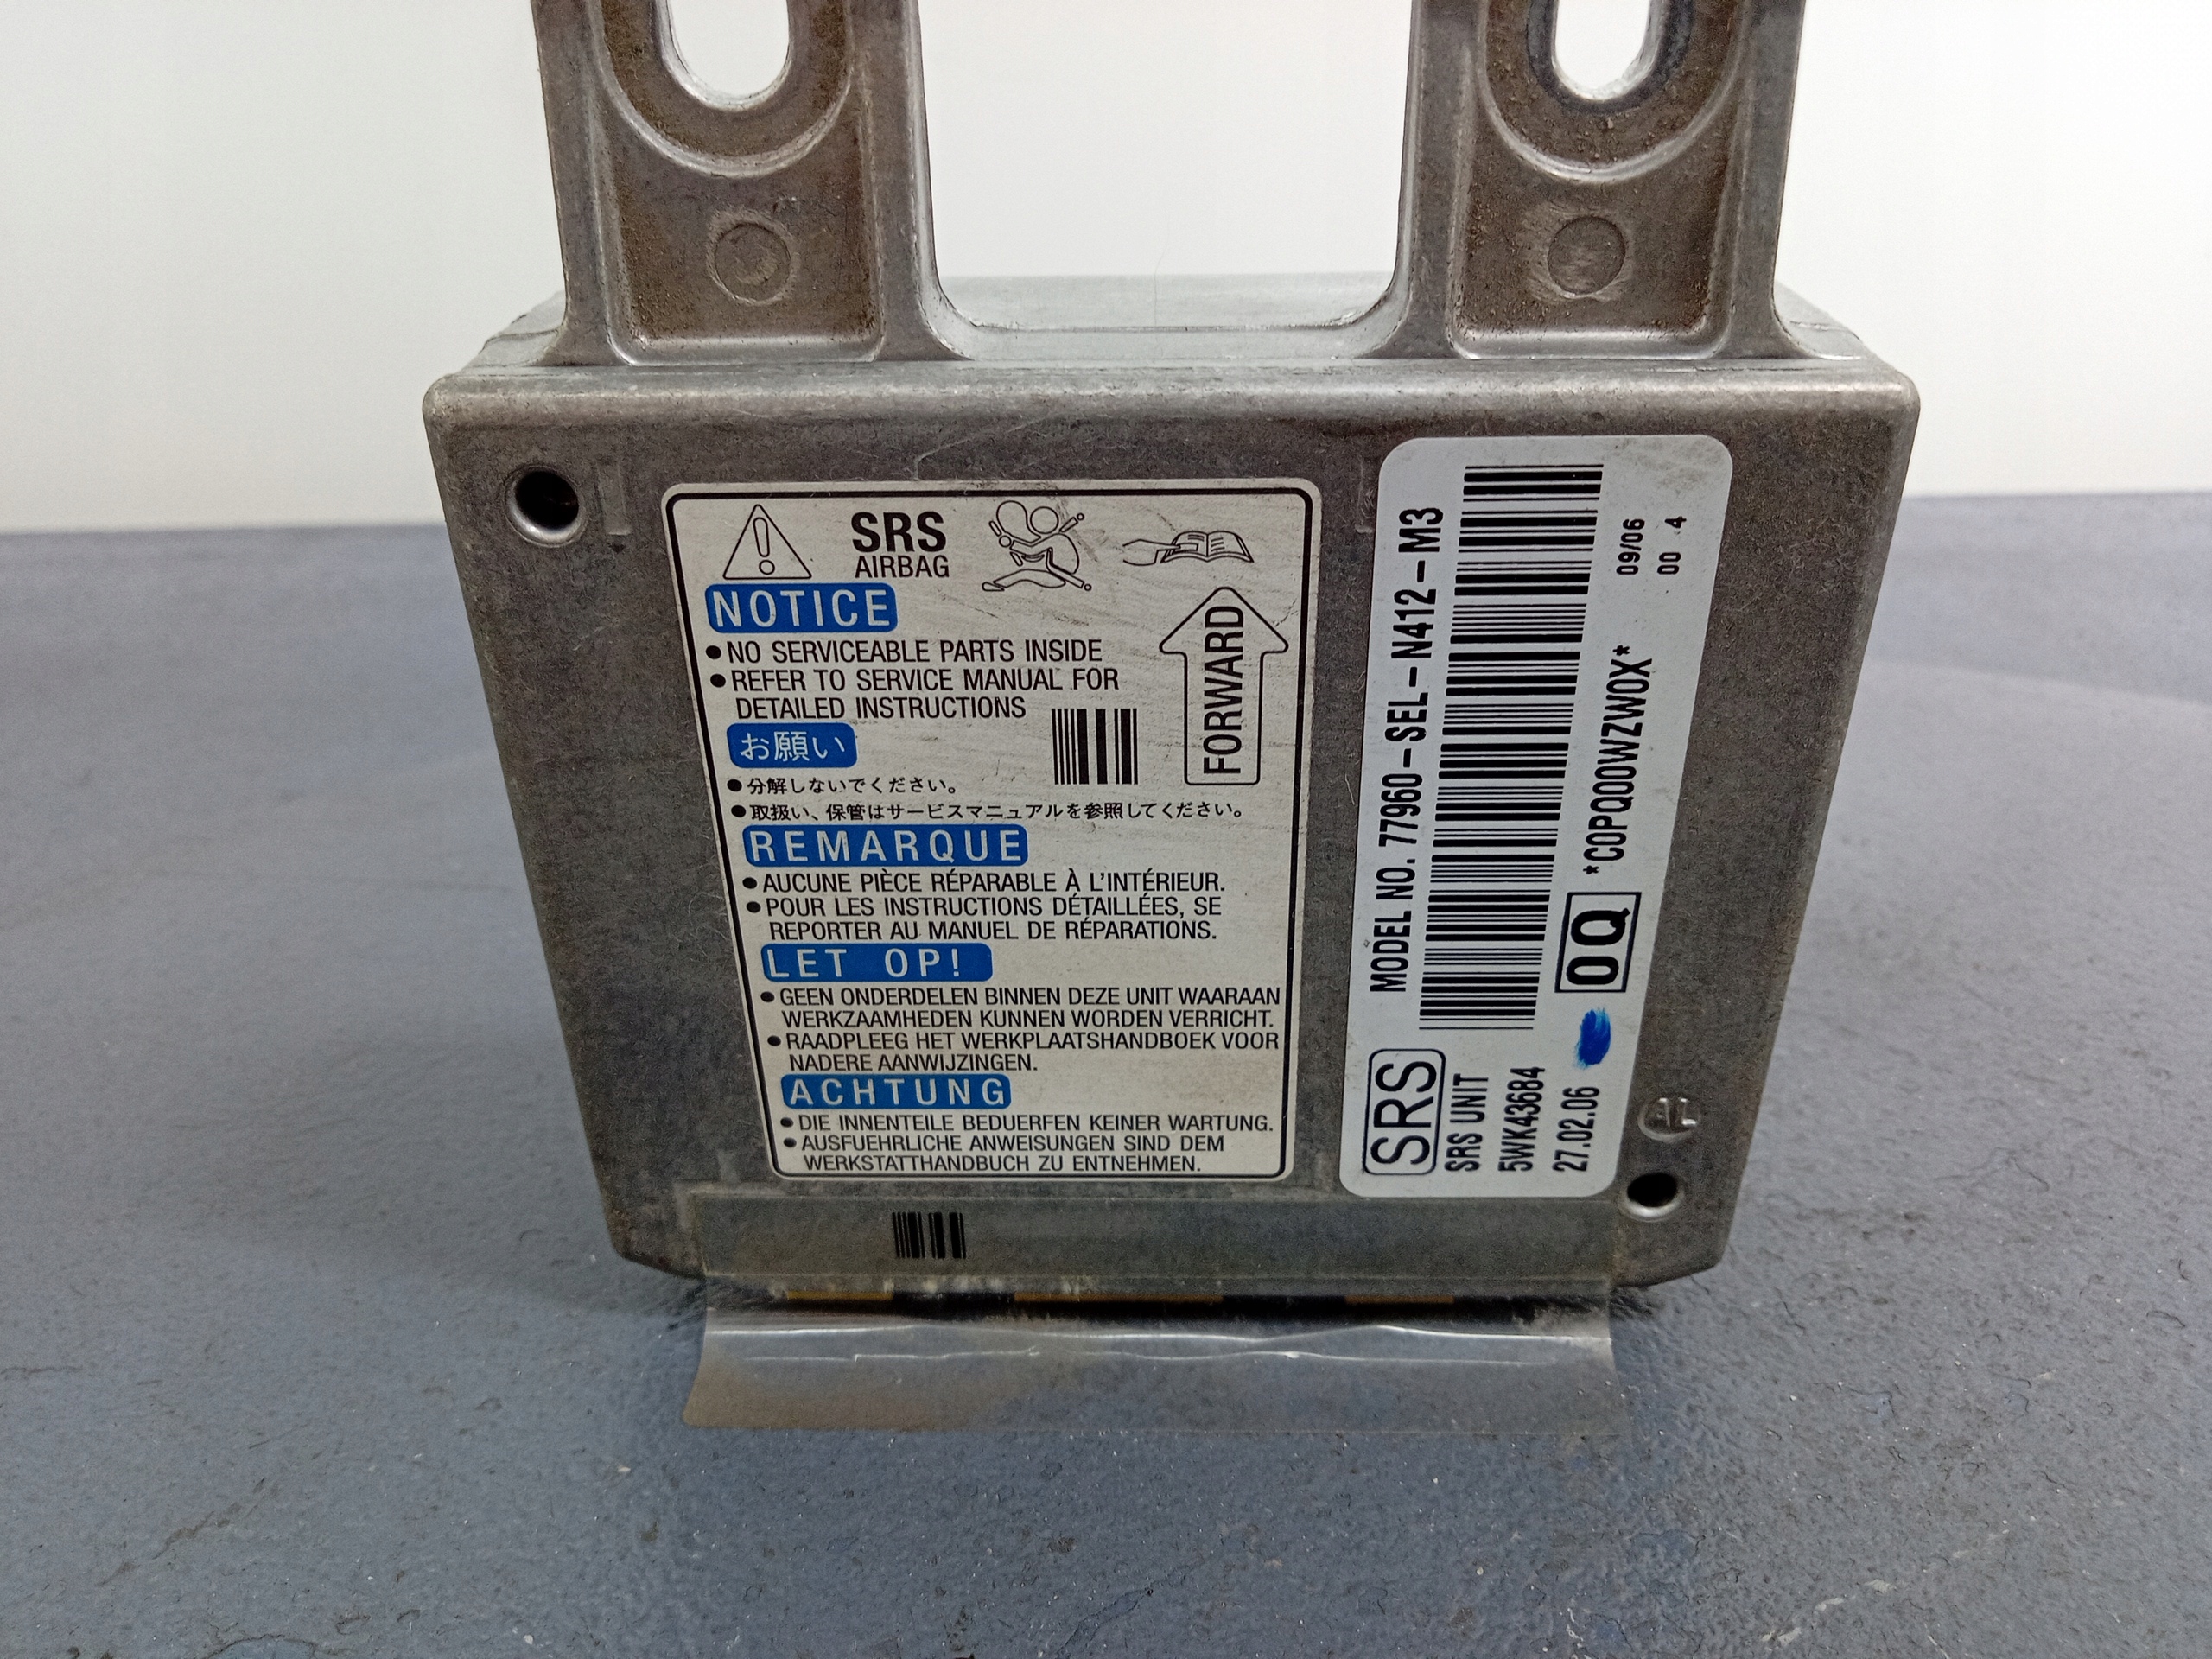 SRS
AIRBAG
NOTICE
● NO SERVICEABLE PARTS INSIDE
● REFER TO SERVICE MANUAL FOR
DETAILED INSTRUCTIONS
FORWARD
お願い
● 分解しないでください。
● 取扱い、保管はサービスマニュアルを参照してください。
REMARQUE
● AUCUNE PIÈCE RÉPARABLE À L'INTÉRIEUR.
● POUR LES INSTRUCTIONS DÉTAILLÉES, SE
REPORTER AU MANUEL DE RÉPARATIONS.
LET OP!
● GEEN ONDERDELEN BINNEN DEZE UNIT WAARAAN
WERKZAAMHEDEN KUNNEN WORDEN VERRICHT.
● RAADPLEEG HET WERKPLAATSHANDBOEK VOOR
NADERE AANWIJZINGEN.
ACHTUNG
● DIE INNENTEILE BEDUERFEN KEINER WARTUNG.
● AUSFUEHRLICHE ANWEISUNGEN SIND DEM
WERKSTATTHANDBUCH ZU ENTNEHMEN.
SRS
MODEL NO. 77960-SEL-N412-M3
SRS UNIT
5WK43684
27.02.06
0Q
*C0PQ00WZW0X*
09/06
00 4
AL